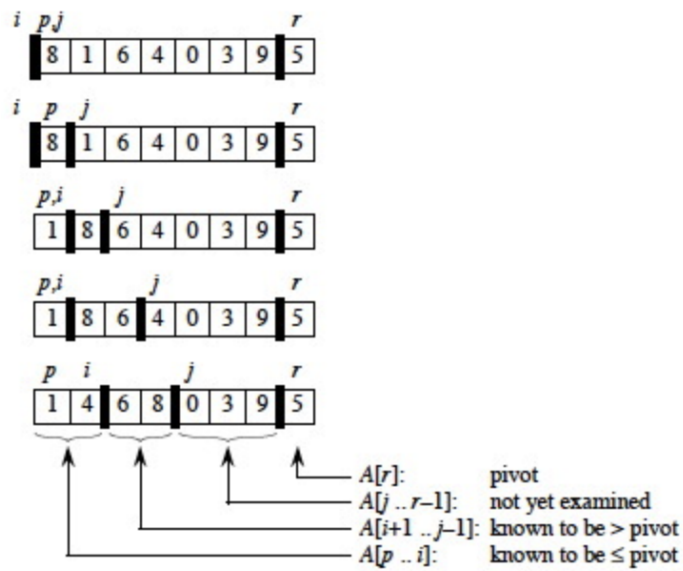 i p,j r
8 1 6 4 0 3 9 5
i p j r
8 1 6 4 0 3 9 5
p,i j r
1 8 6 4 0 3 9 5
p,i j r
1 8 6 4 0 3 9 5
p i j r
1 4 6 8 0 3 9 5
A[r]: pivot
A[j .. r–1]: not yet examined
A[i+1 .. j–1]: known to be > pivot
A[p .. i]: known to be ≤ pivot